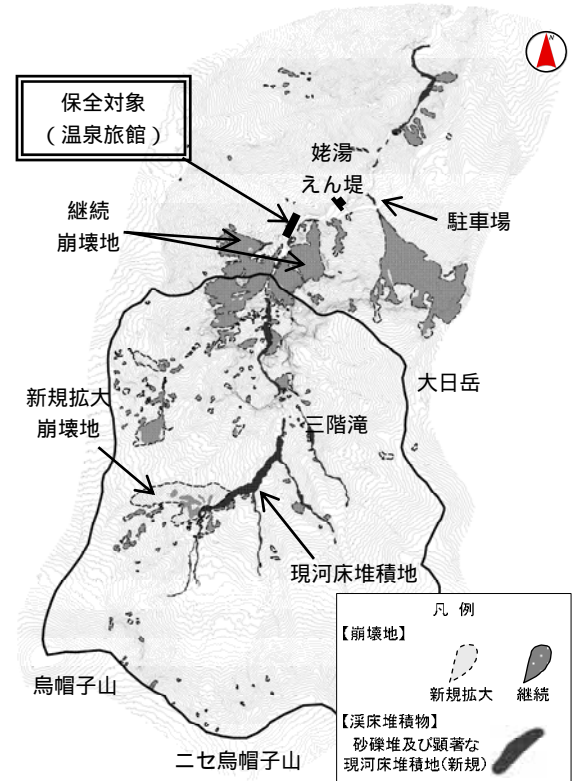 N
保全対象
（温泉旅館）
姥湯
えん堤
駐車場
継続
崩壊地
大日岳
新規拡大
崩壊地
三階滝
現河床堆積地
烏帽子山
ニセ烏帽子山
凡 例
【崩壊地】
新規拡大
継続
【渓床堆積物】
砂礫堆及び顕著な
現河床堆積地(新規)